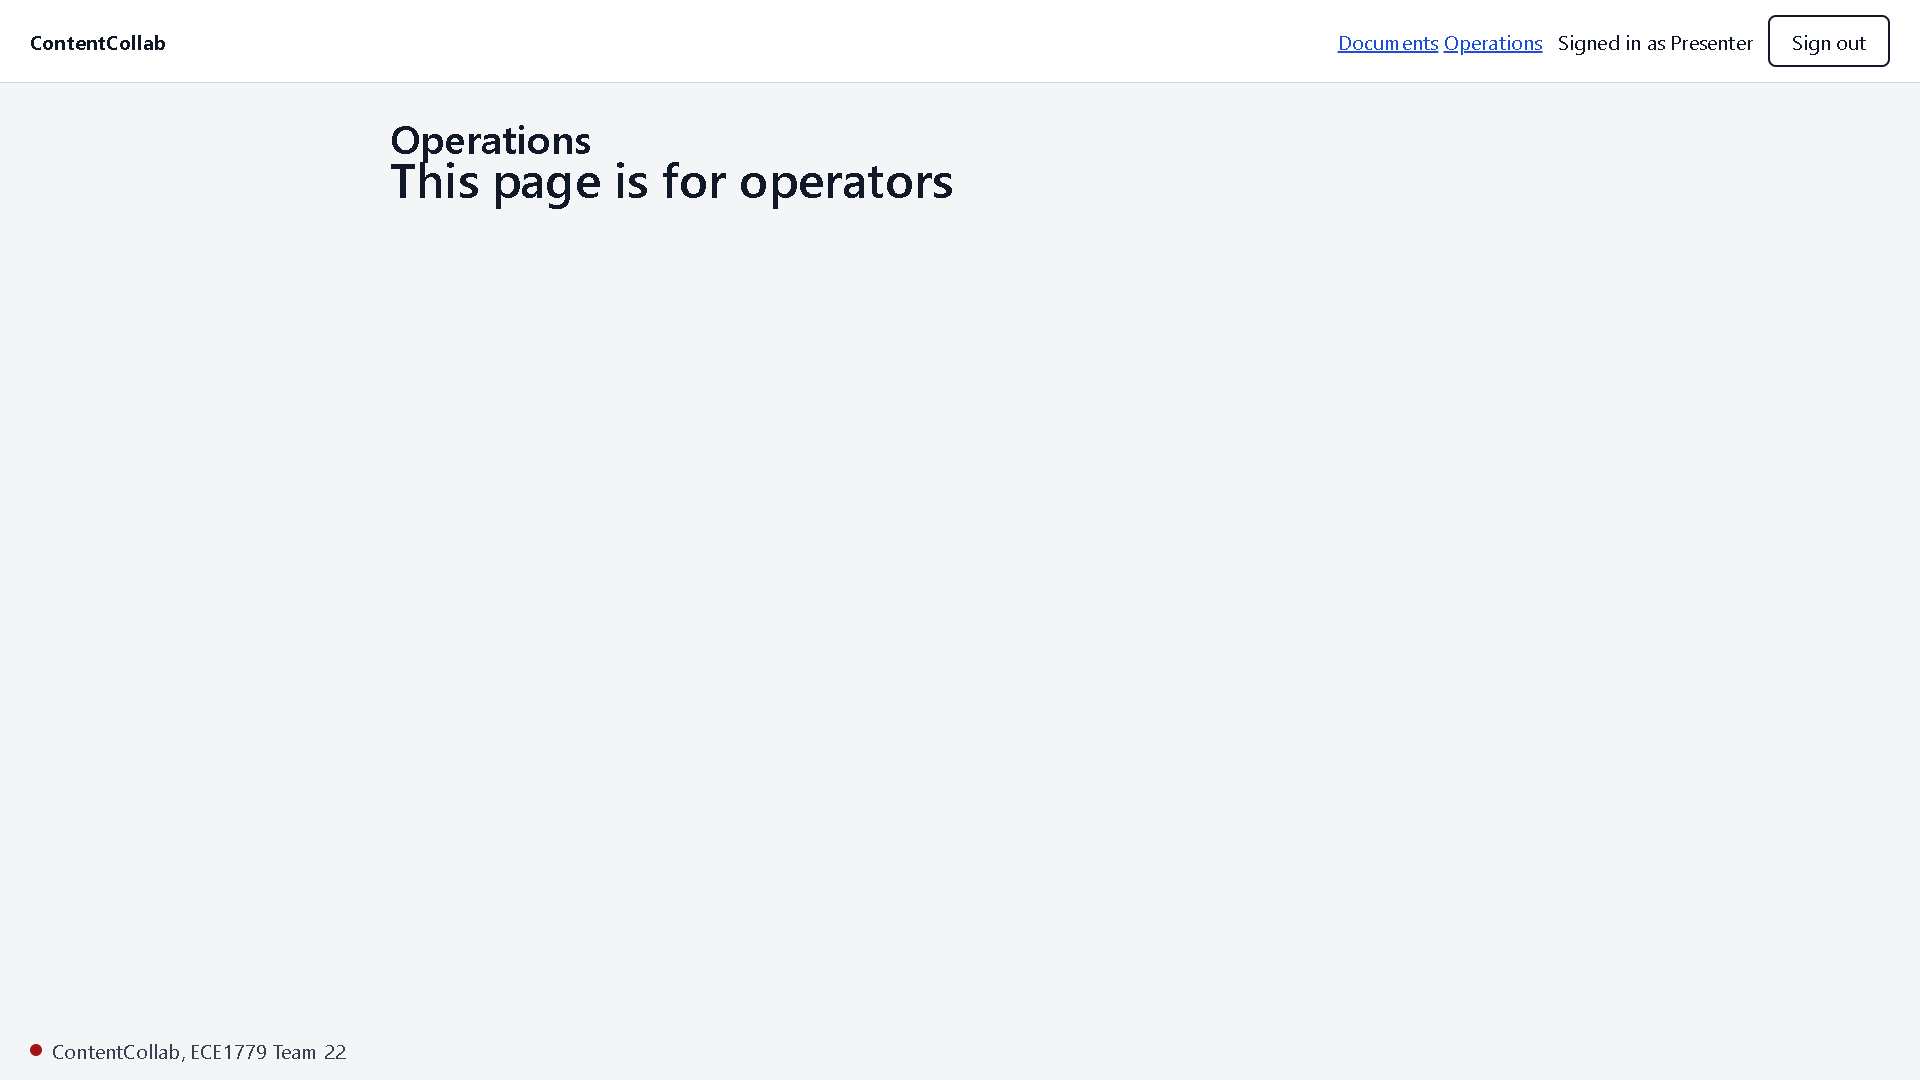 ContentCollab
Documents Operations Signed in as Presenter Sign out
Operations
This page is for operators
ContentCollab, ECE1779 Team 22